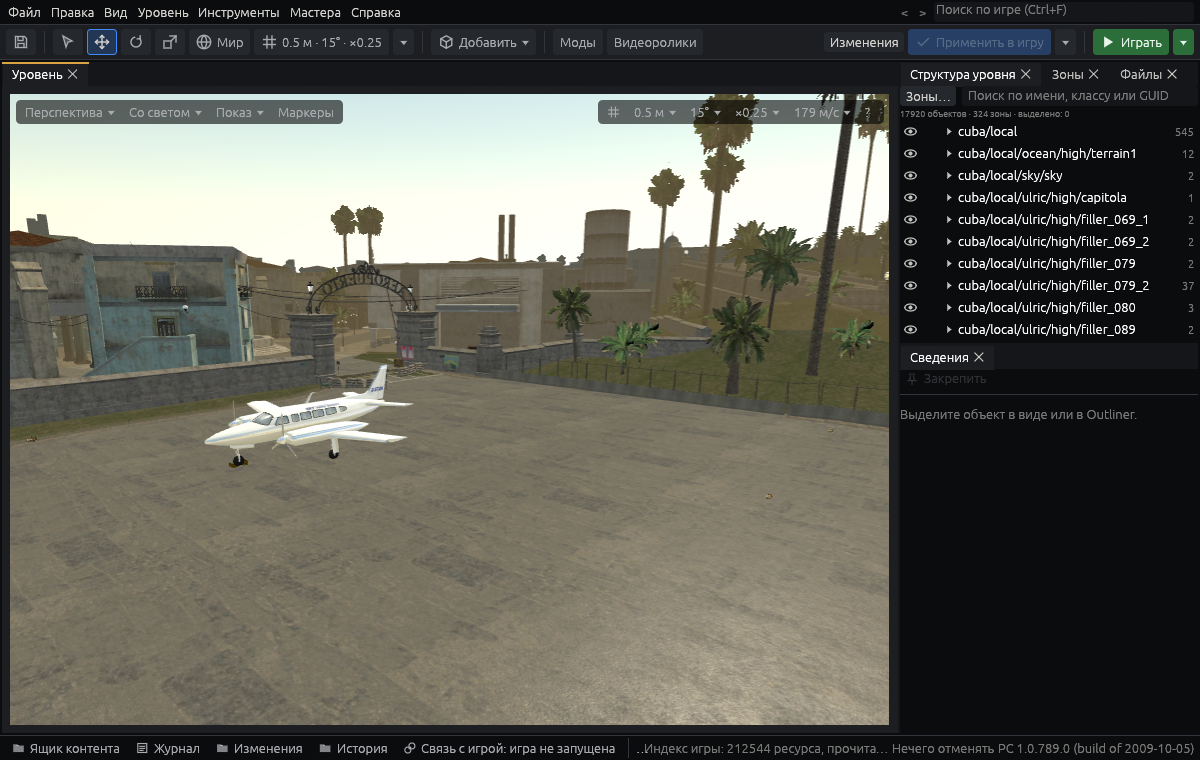 Файл Правка Вид Уровень Инструменты Мастера Справка < > Поиск по игре (Ctrl+F)
Мир 0.5 м · 15° · ×0.25 Добавить Моды Видеоролики Изменения Применить в игру Играть
Уровень
Структура уровня Зоны Файлы
Перспектива Со светом Показ Маркеры 0.5 м 15° ×0.25 179 м/с ?
Зоны… Поиск по имени, классу или GUID
17920 объектов · 324 зоны · выделено: 0
cuba/local 545
cuba/local/ocean/high/terrain1 12
cuba/local/sky/sky 2
cuba/local/ulric/high/capitola 1
cuba/local/ulric/high/filler_069_1 2
cuba/local/ulric/high/filler_069_2 2
cuba/local/ulric/high/filler_079 2
cuba/local/ulric/high/filler_079_2 37
cuba/local/ulric/high/filler_080 3
cuba/local/ulric/high/filler_089 2
Сведения
Закрепить
Выделите объект в виде или в Outliner.
Ящик контента Журнал Изменения История Связь с игрой: игра не запущена ..Индекс игры: 212544 ресурса, прочита… Нечего отменять PC 1.0.789.0 (build of 2009-10-05)